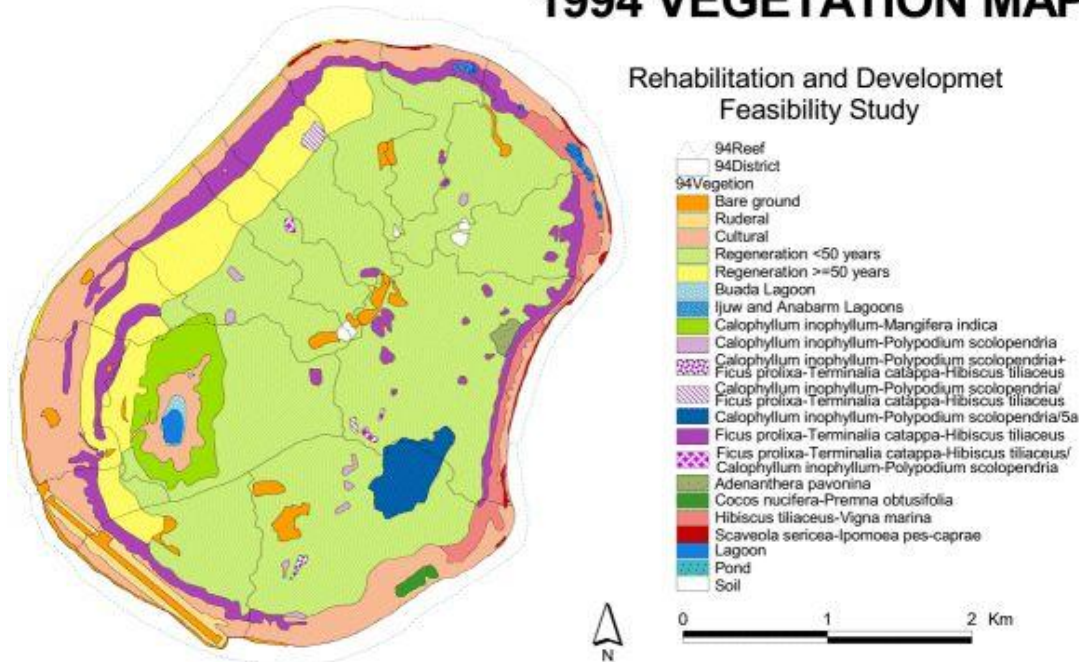 1994 VEGETATION MAP
Rehabilitation and Developmet
Feasibility Study
94Reef
94District
94Vegetion
Bare ground
Ruderal
Cultural
Regeneration <50 years
Regeneration >=50 years
Buada Lagoon
Ijuw and Anabarm Lagoons
Calophyllum inophyllum-Mangifera indica
Calophyllum inophyllum-Polypodium scolopendria
Calophyllum inophyllum-Polypodium scolopendria+
Ficus prolixa-Terminalia catappa-Hibiscus tiliaceus
Calophyllum inophyllum-Polypodium scolopendria/
Ficus prolixa-Terminalia catappa-Hibiscus tiliaceus
Calophyllum inophyllum-Polypodium scolopendria/5a
Ficus prolixa-Terminalia catappa-Hibiscus tiliaceus
Ficus prolixa-Terminalia catappa-Hibiscus tiliaceus/
Calophyllum inophyllum-Polypodium scolopendria
Adenanthera pavonina
Cocos nucifera-Premna obtusifolia
Hibiscus tiliaceus-Vigna marina
Scaveola sericea-Ipomoea pes-caprae
Lagoon
Pond
Soil
0 1 2 Km
N